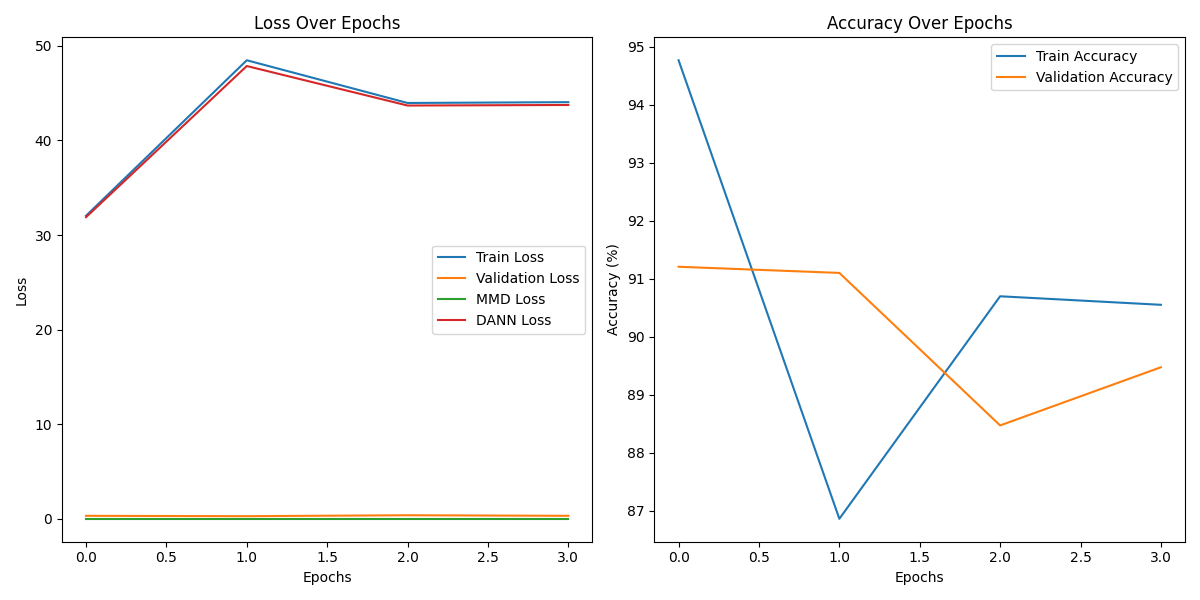 Loss Over Epochs
50
40
30
20
10
0
Loss
Train Loss
Validation Loss
MMD Loss
DANN Loss
0.0 0.5 1.0 1.5 2.0 2.5 3.0
Epochs
Accuracy Over Epochs
95
94
93
92
91
90
89
88
87
Accuracy (%)
Train Accuracy
Validation Accuracy
0.0 0.5 1.0 1.5 2.0 2.5 3.0
Epochs